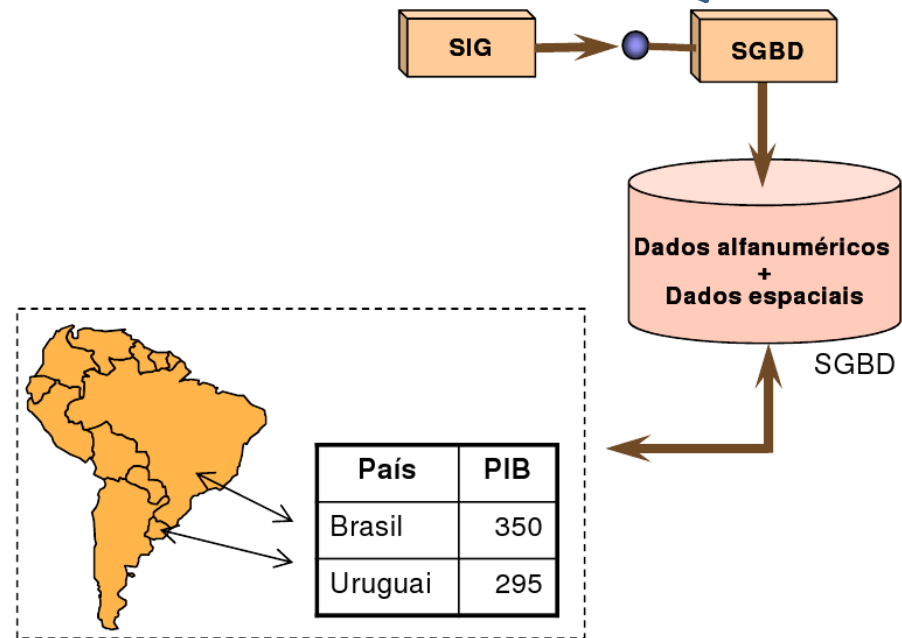 SIG
SGBD
Dados alfanuméricos
+
Dados espaciais
SGBD
País PIB
Brasil 350
Uruguai 295